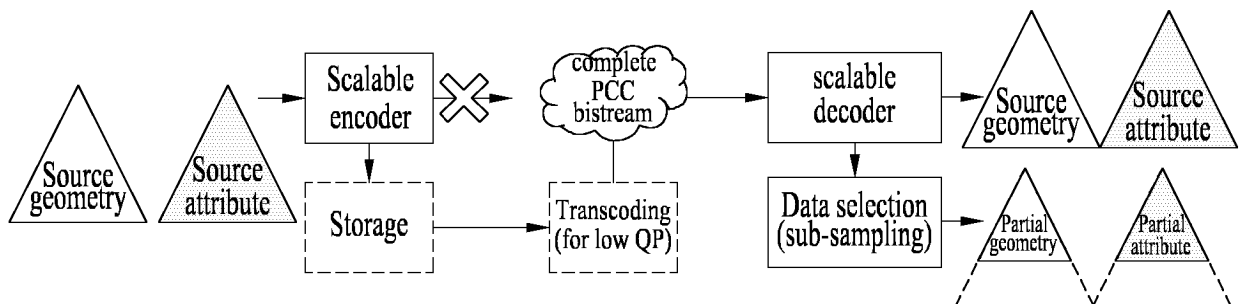 Source
geometry
Source
attribute
Scalable
encoder
Storage
complete
PCC
bistream
Transcoding
(for low QP)
scalable
decoder
Data selection
(sub-sampling)
Source
geometry
Source
attribute
Partial
geometry
Partial
attribute